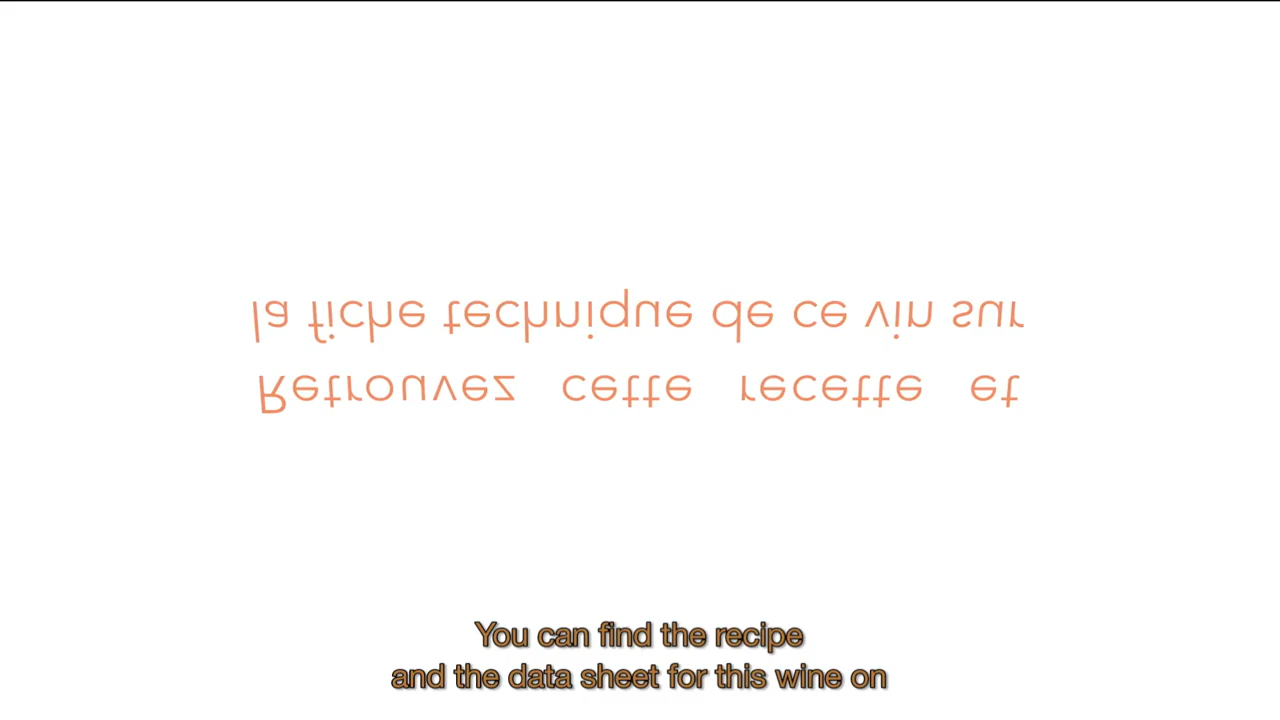 Retrouvez cette recette et
la fiche technique de ce vin sur
You can find the recipe
and the data sheet for this wine on